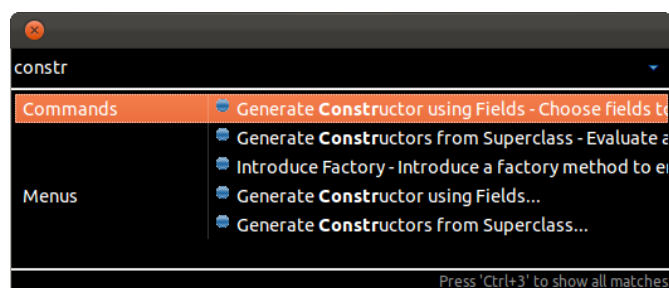 constr
Commands Generate Constructor using Fields - Choose fields to
Generate Constructors from Superclass - Evaluate a
Introduce Factory - Introduce a factory method to
Menus Generate Constructor using Fields...
Generate Constructors from Superclass...
Press 'Ctrl+3' to show all matches